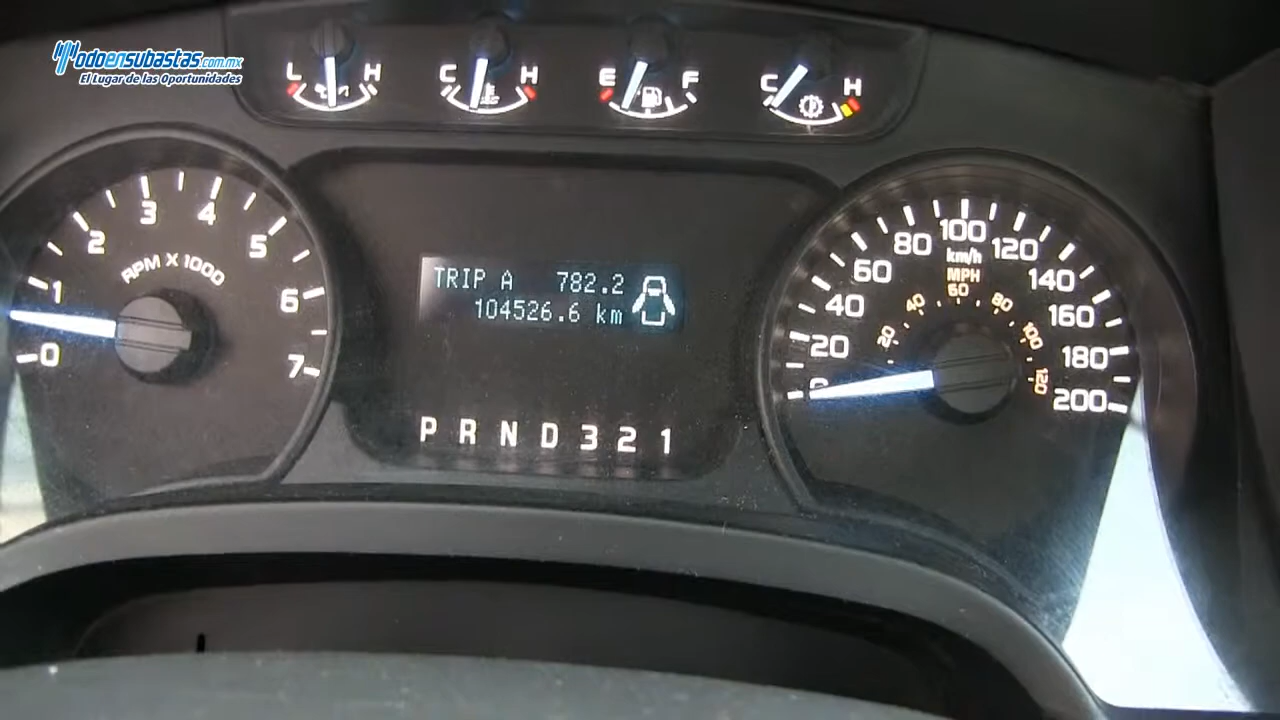 Todoensubastas.com.mx
El Lugar de las Oportunidades
L H
C H
E F
C H
0 1 2 3 4 5 6 7
RPM X 1000
TRIP A 782.2
104526.6 km
P R N D 3 2 1
0 20 40 60 80 100 120 140 160 180 200
km/h
MPH
20 40 60 80 100 120